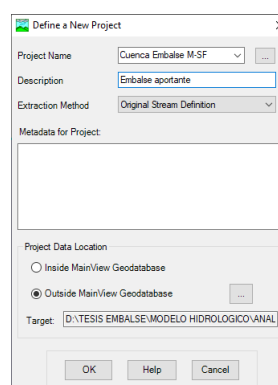 Define a New Project
Project Name Cuenca Embalse M-SF ...
Description Embalse aportante
Extraction Method Original Stream Definition
Metadata for Project:
Project Data Location
Inside MainView Geodatabase
Outside MainView Geodatabase ...
Target: D:\TESIS EMBALSE\MODELO HIDROLOGICO\ANAL
OK Help Cancel